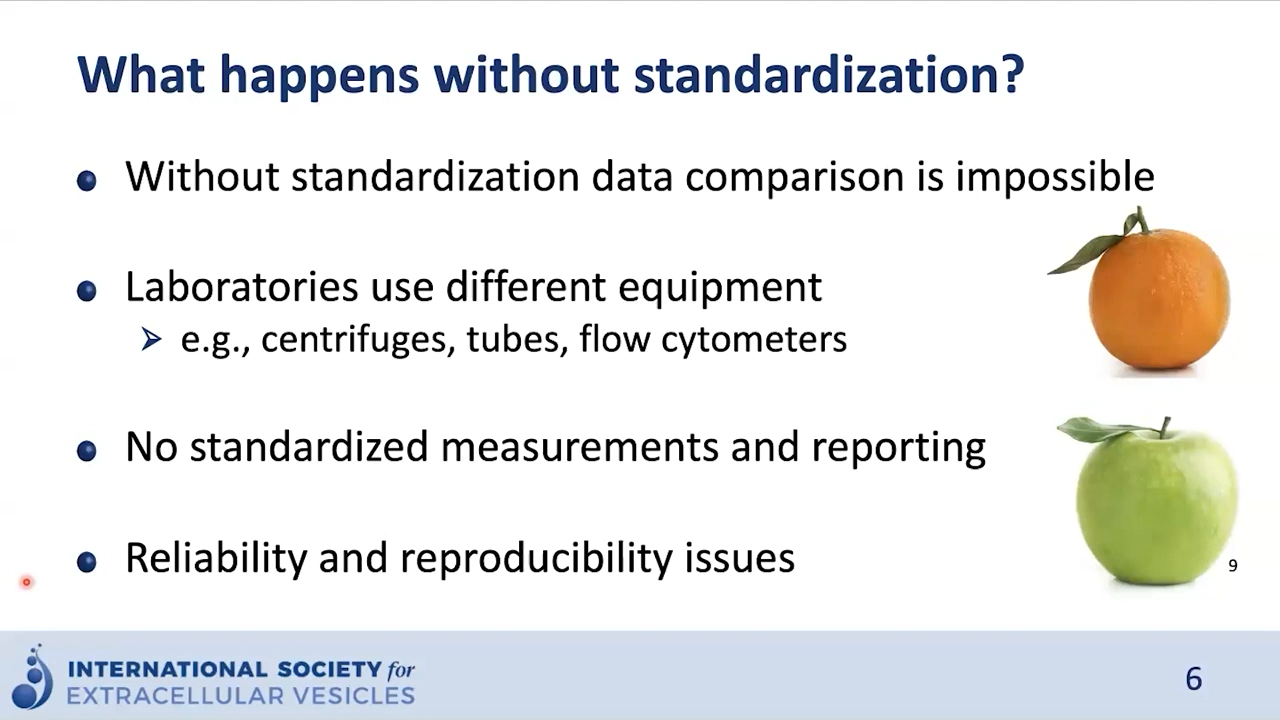 What happens without standardization?
Without standardization data comparison is impossible
Laboratories use different equipment
e.g., centrifuges, tubes, flow cytometers
No standardized measurements and reporting
Reliability and reproducibility issues
9
INTERNATIONAL SOCIETY for
EXTRACELLULAR VESICLES
6